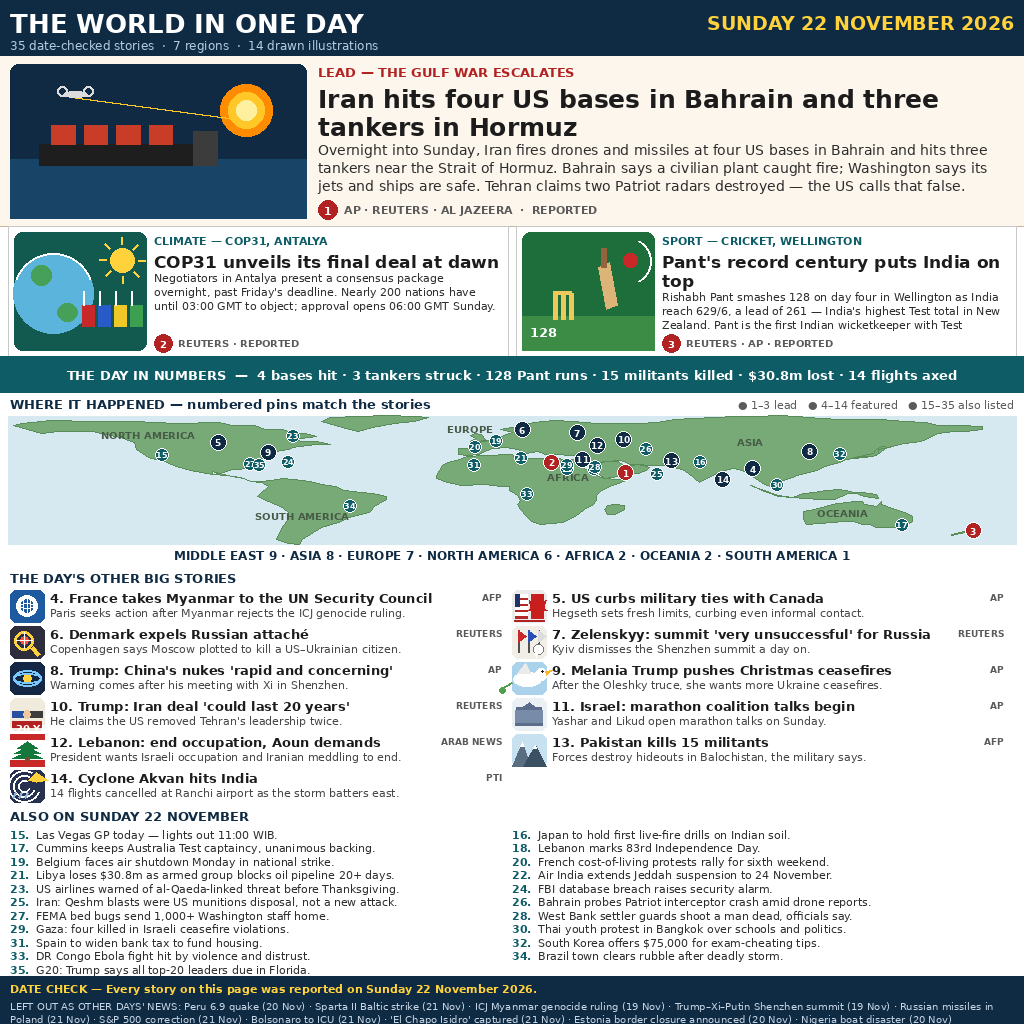 THE WORLD IN ONE DAY
SUNDAY 22 NOVEMBER 2026
35 date-checked stories · 7 regions · 14 drawn illustrations
LEAD — THE GULF WAR ESCALATES
Iran hits four US bases in Bahrain and three
tankers in Hormuz
Overnight into Sunday, Iran fires drones and missiles at four US bases in Bahrain and hits three
tankers near the Strait of Hormuz. Bahrain says a civilian plant caught fire; Washington says its
jets and ships are safe. Tehran claims two Patriot radars destroyed — the US calls that false.
1 AP · REUTERS · AL JAZEERA · REPORTED
CLIMATE — COP31, ANTALYA
COP31 unveils its final deal at dawn
Negotiators in Antalya present a consensus package
overnight, past Friday's deadline. Nearly 200 nations have
until 03:00 GMT to object; approval opens 06:00 GMT Sunday.
2 REUTERS · REPORTED
128
SPORT — CRICKET, WELLINGTON
Pant's record century puts India on
top
Rishabh Pant smashes 128 on day four in Wellington as India
reach 629/6, a lead of 261 — India's highest Test total in New
Zealand. Pant is the first Indian wicketkeeper with Test
3 REUTERS · AP · REPORTED
THE DAY IN NUMBERS — 4 bases hit · 3 tankers struck · 128 Pant runs · 15 militants killed · $30.8m lost · 14 flights axed
WHERE IT HAPPENED — numbered pins match the stories
● 1–3 lead ● 4–14 featured ● 15–35 also listed
NORTH AMERICA
EUROPE
ASIA
AFRICA
SOUTH AMERICA
OCEANIA
5 23 9 15 27 35 24 34
6 19 20 31 21 7 12 10 26 2 29 11 28 1 25 13 16 33
14 4 30 8 32 17 3
MIDDLE EAST 9 · ASIA 8 · EUROPE 7 · NORTH AMERICA 6 · AFRICA 2 · OCEANIA 2 · SOUTH AMERICA 1
THE DAY'S OTHER BIG STORIES
4. France takes Myanmar to the UN Security Council
AFP
Paris seeks action after Myanmar rejects the ICJ genocide ruling.
5. US curbs military ties with Canada
AP
Hegseth sets fresh limits, curbing even informal contact.
6. Denmark expels Russian attaché
REUTERS
Copenhagen says Moscow plotted to kill a US–Ukrainian citizen.
7. Zelenskyy: summit 'very unsuccessful' for Russia
REUTERS
Kyiv dismisses the Shenzhen summit a day on.
8. Trump: China's nukes 'rapid and concerning'
AP
Warning comes after his meeting with Xi in Shenzhen.
9. Melania Trump pushes Christmas ceasefires
AP
After the Oleshky truce, she wants more Ukraine ceasefires.
10. Trump: Iran deal 'could last 20 years'
REUTERS
He claims the US removed Tehran's leadership twice.
11. Israel: marathon coalition talks begin
AP
Yashar and Likud open marathon talks on Sunday.
12. Lebanon: end occupation, Aoun demands
ARAB NEWS
President wants Israeli occupation and Iranian meddling to end.
13. Pakistan kills 15 militants
AFP
Forces destroy hideouts in Balochistan, the military says.
14. Cyclone Akvan hits India
PTI
14 flights cancelled at Ranchi airport as the storm batters east.
ALSO ON SUNDAY 22 NOVEMBER
15. Las Vegas GP today — lights out 11:00 WIB.
16. Japan to hold first live-fire drills on Indian soil.
17. Cummins keeps Australia Test captaincy, unanimous backing.
18. Lebanon marks 83rd Independence Day.
19. Belgium faces air shutdown Monday in national strike.
20. French cost-of-living protests rally for sixth weekend.
21. Libya loses $30.8m as armed group blocks oil pipeline 20+ days.
22. Air India extends Jeddah suspension to 24 November.
23. US airlines warned of al-Qaeda-linked threat before Thanksgiving.
24. FBI database breach raises security alarm.
25. Iran: Qeshm blasts were US munitions disposal, not a new attack.
26. Bahrain probes Patriot interceptor crash amid drone reports.
27. FEMA bed bugs send 1,000+ Washington staff home.
28. West Bank settler guards shoot a man dead, officials say.
29. Gaza: four killed in Israeli ceasefire violations.
30. Thai youth protest in Bangkok over schools and politics.
31. Spain to widen bank tax to fund housing.
32. South Korea offers $75,000 for exam-cheating tips.
33. DR Congo Ebola fight hit by violence and distrust.
34. Brazil town clears rubble after deadly storm.
35. G20: Trump says all top-20 leaders due in Florida.
DATE CHECK — Every story on this page was reported on Sunday 22 November 2026.
LEFT OUT AS OTHER DAYS' NEWS: Peru 6.9 quake (20 Nov) · Sparta II Baltic strike (21 Nov) · ICJ Myanmar genocide ruling (19 Nov) · Trump–Xi–Putin Shenzhen summit (19 Nov) · Russian missiles in
Poland (21 Nov) · S&P 500 correction (21 Nov) · Bolsonaro to ICU (21 Nov) · 'El Chapo Isidro' captured (21 Nov) · Estonia border closure announced (20 Nov) · Nigeria boat disaster (20 Nov)